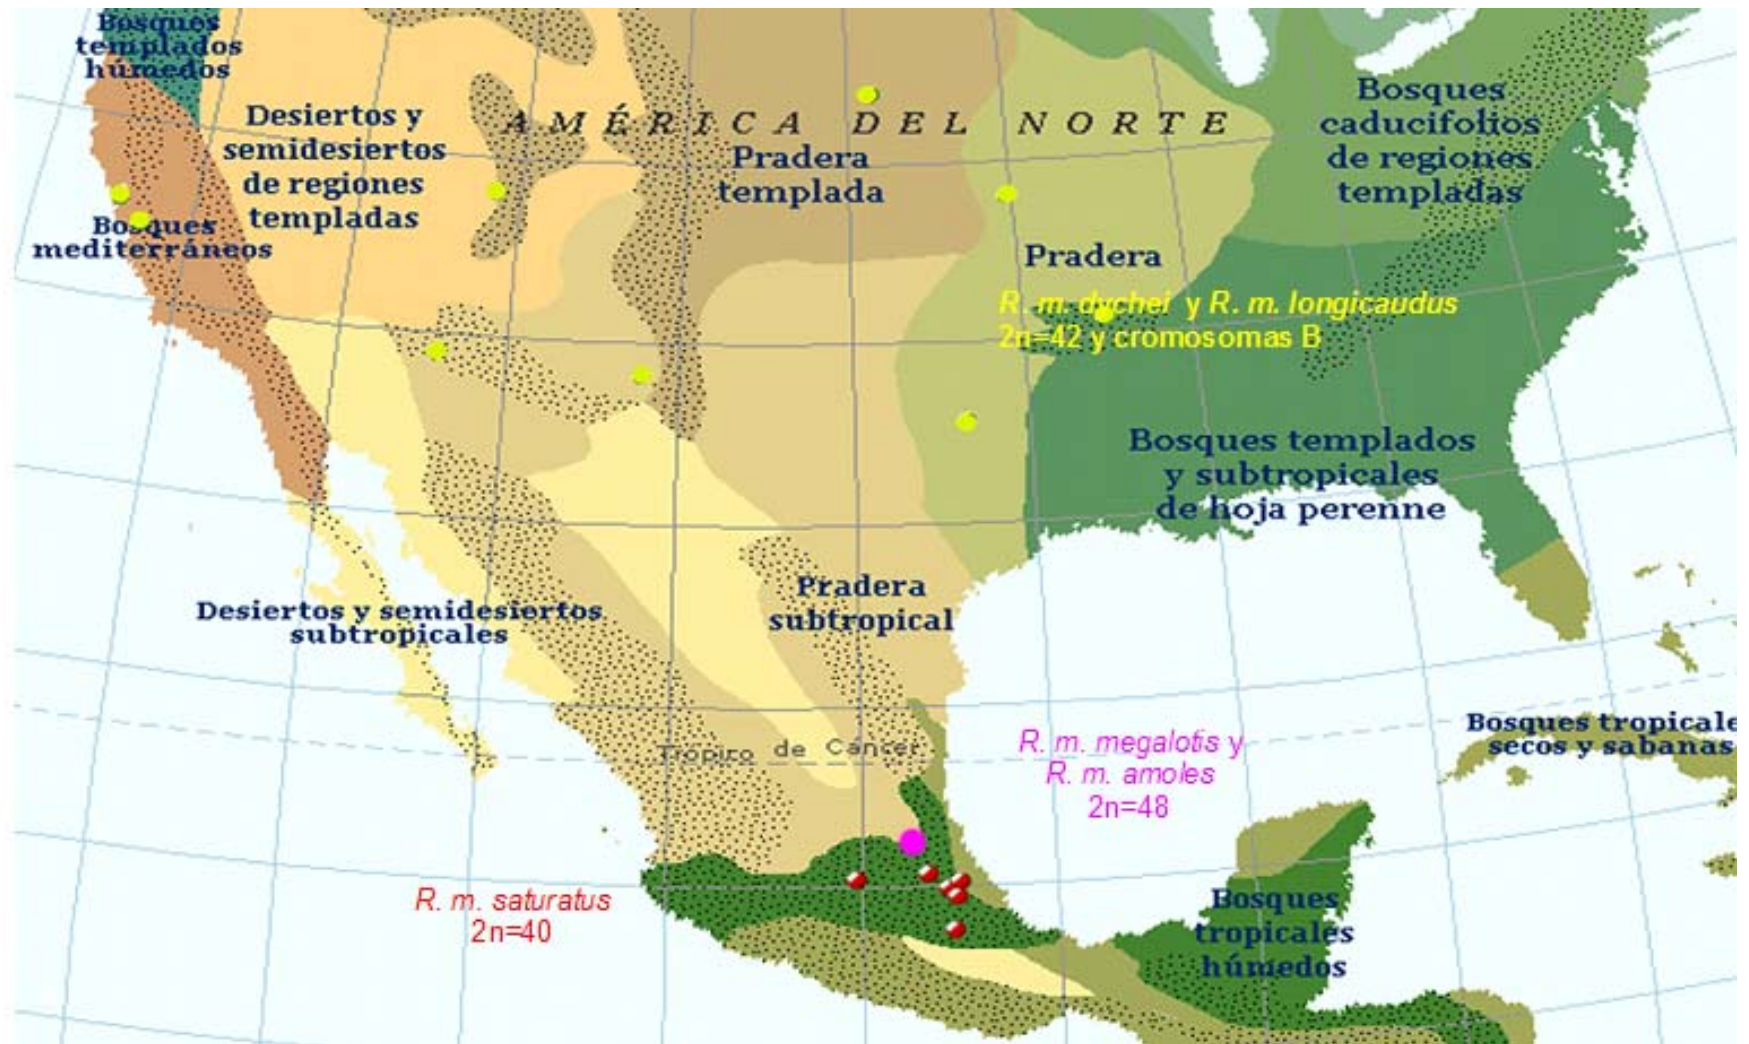 Bosques
templados
húmedos
Desiertos y
semidesiertos
de regiones
templadas
AMÉRICA DEL NORTE
Pradera
templada
Bosques
caducifolios
de regiones
templadas
Bosques
mediterráneos
Pradera
R. m. dychei y R. m. longicaudus
2n=42 y cromosomas B
Bosques templados
y subtropicales
de hoja perenne
Desiertos y semidesiertos
subtropicales
Pradera
subtropical
Trópico de Cáncer
R. m. megalotis y
R. m. amoles
2n=48
Bosques tropicale
secos y sabanas
R. m. saturatus
2n=40
Bosques
tropicales
húmedos